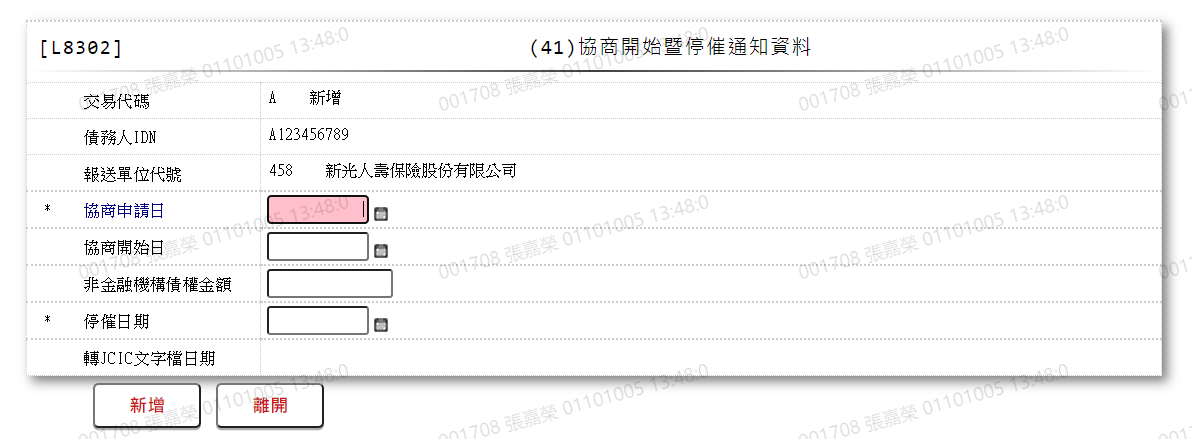 [L8302] (41)協商開始暨停催通知資料
交易代碼 A 新增
債務人IDN A123456789
報送單位代號 458 新光人壽保險股份有限公司
* 協商申請日
協商開始日
非金融機構債權金額
* 停催日期
轉JCIC文字檔日期
新增 離開
001708 張嘉榮 01101005 13:48:0